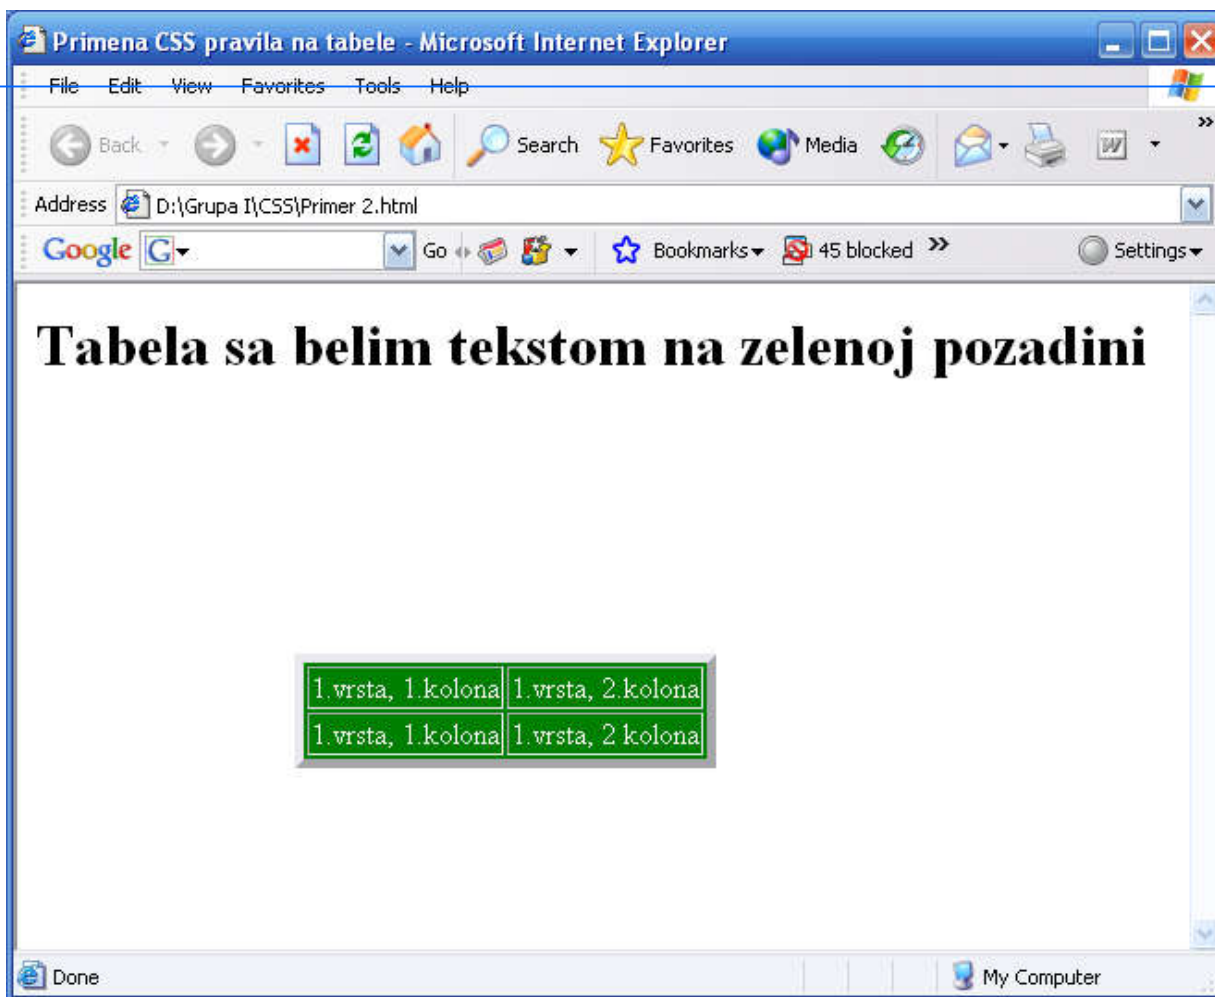 Primena CSS pravila na tabele - Microsoft Internet Explorer
File Edit View Favorites Tools Help
Back Search Favorites Media W »
Address D:\Grupa I\CSS\Primer 2.html
Google G Go Bookmarks 45 blocked » Settings
Tabela sa belim tekstom na zelenoj pozadini
1.vrsta, 1.kolona 1.vrsta, 2.kolona
1.vrsta, 1.kolona 1.vrsta, 2 kolona
Done My Computer